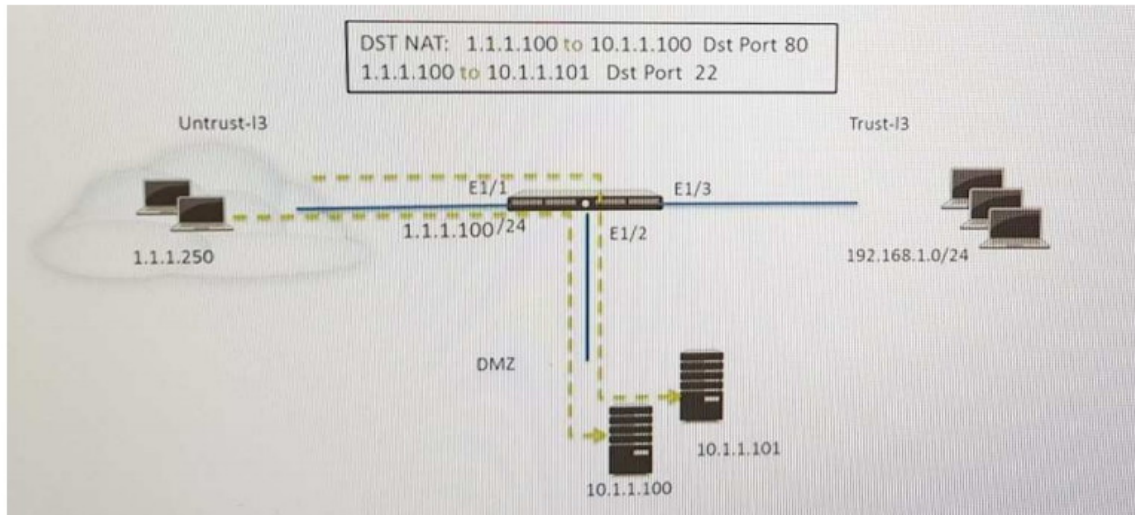 DST NAT: 1.1.1.100 to 10.1.1.100 Dst Port 80
1.1.1.100 to 10.1.1.101 Dst Port 22
Untrust-l3
Trust-l3
E1/1
E1/3
1.1.1.100/24
E1/2
1.1.1.250
192.168.1.0/24
DMZ
10.1.1.101
10.1.1.100